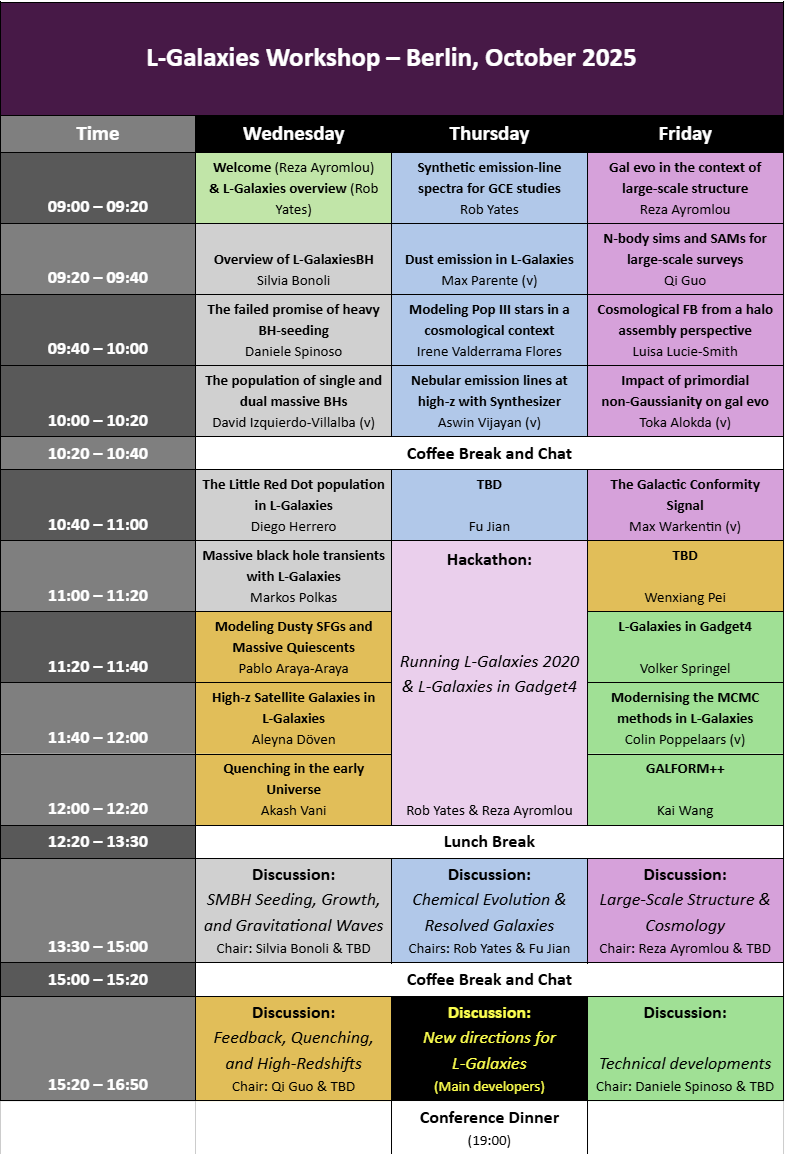 L-Galaxies Workshop – Berlin, October 2025
Time
Wednesday
Thursday
Friday
09:00 – 09:20
Welcome (Reza Ayromlou)
& L-Galaxies overview (Rob
Yates)
Synthetic emission-line
spectra for GCE studies
Rob Yates
Gal evo in the context of
large-scale structure
Reza Ayromlou
09:20 – 09:40
Overview of L-GalaxiesBH
Silvia Bonoli
Dust emission in L-Galaxies
Max Parente (v)
N-body sims and SAMs for
large-scale surveys
Qi Guo
09:40 – 10:00
The failed promise of heavy
BH-seeding
Daniele Spinoso
Modeling Pop III stars in a
cosmological context
Irene Valderrama Flores
Cosmological FB from a halo
assembly perspective
Luisa Lucie-Smith
10:00 – 10:20
The population of single and
dual massive BHs
David Izquierdo-Villalba (v)
Nebular emission lines at
high-z with Synthesizer
Aswin Vijayan (v)
Impact of primordial
non-Gaussianity on gal evo
Toka Alokda (v)
10:20 – 10:40
Coffee Break and Chat
10:40 – 11:00
The Little Red Dot population
in L-Galaxies
Diego Herrero
TBD
Fu Jian
The Galactic Conformity
Signal
Max Warkentin (v)
11:00 – 11:20
Massive black hole transients
with L-Galaxies
Markos Polkas
Hackathon:
Running L-Galaxies 2020
& L-Galaxies in Gadget4
Rob Yates & Reza Ayromlou
TBD
Wenxiang Pei
11:20 – 11:40
Modeling Dusty SFGs and
Massive Quiescents
Pablo Araya-Araya
L-Galaxies in Gadget4
Volker Springel
11:40 – 12:00
High-z Satellite Galaxies in
L-Galaxies
Aleyna Döven
Modernising the MCMC
methods in L-Galaxies
Colin Poppelaars (v)
12:00 – 12:20
Quenching in the early
Universe
Akash Vani
GALFORM++
Kai Wang
12:20 – 13:30
Lunch Break
13:30 – 15:00
Discussion:
SMBH Seeding, Growth,
and Gravitational Waves
Chair: Silvia Bonoli & TBD
Discussion:
Chemical Evolution &
Resolved Galaxies
Chairs: Rob Yates & Fu Jian
Discussion:
Large-Scale Structure &
Cosmology
Chair: Reza Ayromlou & TBD
15:00 – 15:20
Coffee Break and Chat
15:20 – 16:50
Discussion:
Feedback, Quenching,
and High-Redshifts
Chair: Qi Guo & TBD
Discussion:
New directions for
L-Galaxies
(Main developers)
Discussion:
Technical developments
Chair: Daniele Spinoso & TBD
Conference Dinner
(19:00)